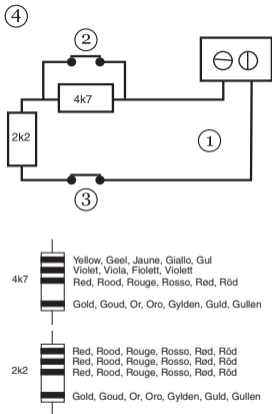 ④
②
4k7
2k2
①
③
Yellow, Geel, Jaune, Giallo, Gul
Violet, Viola, Fiolett, Violett
4k7
Red, Rood, Rouge, Rosso, Rød, Röd
Gold, Goud, Or, Oro, Gylden, Guld, Gullen
Red, Rood, Rouge, Rosso, Rød, Röd
Red, Rood, Rouge, Rosso, Rød, Röd
2k2
Red, Rood, Rouge, Rosso, Rød, Röd
Gold, Goud, Or, Oro, Gylden, Guld, Gullen